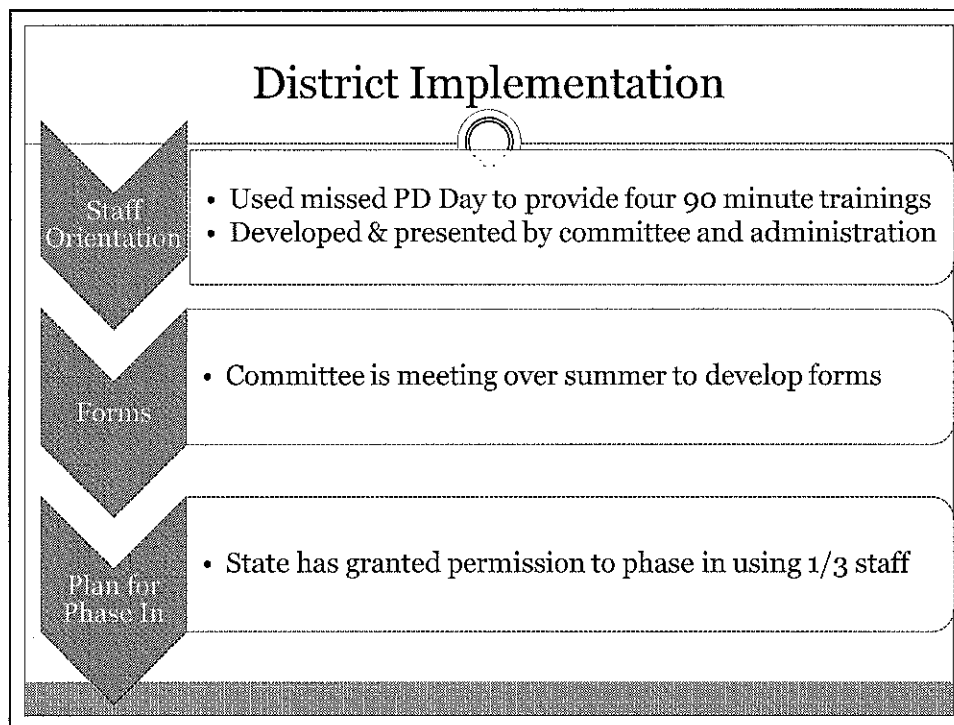 District Implementation
Staff
Orientation
• Used missed PD Day to provide four 90 minute trainings
• Developed & presented by committee and administration
Forms
• Committee is meeting over summer to develop forms
Plan for
Phase In
• State has granted permission to phase in using 1/3 staff